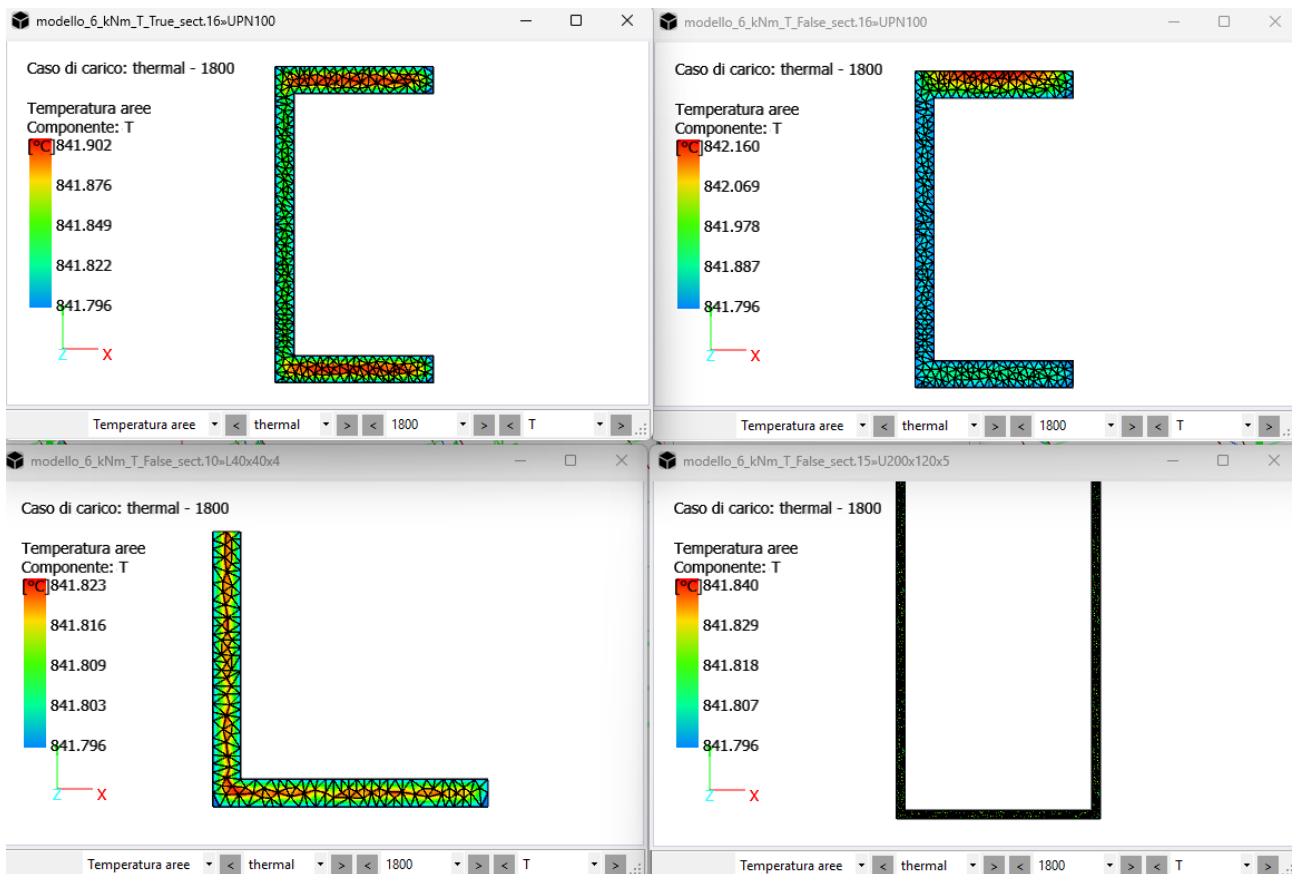 modello_6_kNm_T_True_sect.16»UPN100
Caso di carico: thermal - 1800
Temperatura aree
Componente: T
[°C]841.902
841.876
841.849
841.822
841.796
Z X
Temperatura aree < thermal > < 1800 > < T >
modello_6_kNm_T_False_sect.16»UPN100
Caso di carico: thermal - 1800
Temperatura aree
Componente: T
[°C]842.160
842.069
841.978
841.887
841.796
Z X
Temperatura aree < thermal > < 1800 > < T >
modello_6_kNm_T_False_sect.10»L40x40x4
Caso di carico: thermal - 1800
Temperatura aree
Componente: T
[°C]841.823
841.816
841.809
841.803
841.796
Z X
Temperatura aree < thermal > < 1800 > < T >
modello_6_kNm_T_False_sect.15»U200x120x5
Caso di carico: thermal - 1800
Temperatura aree
Componente: T
[°C]841.840
841.829
841.818
841.807
841.796
Z X
Temperatura aree < thermal > < 1800 > < T >